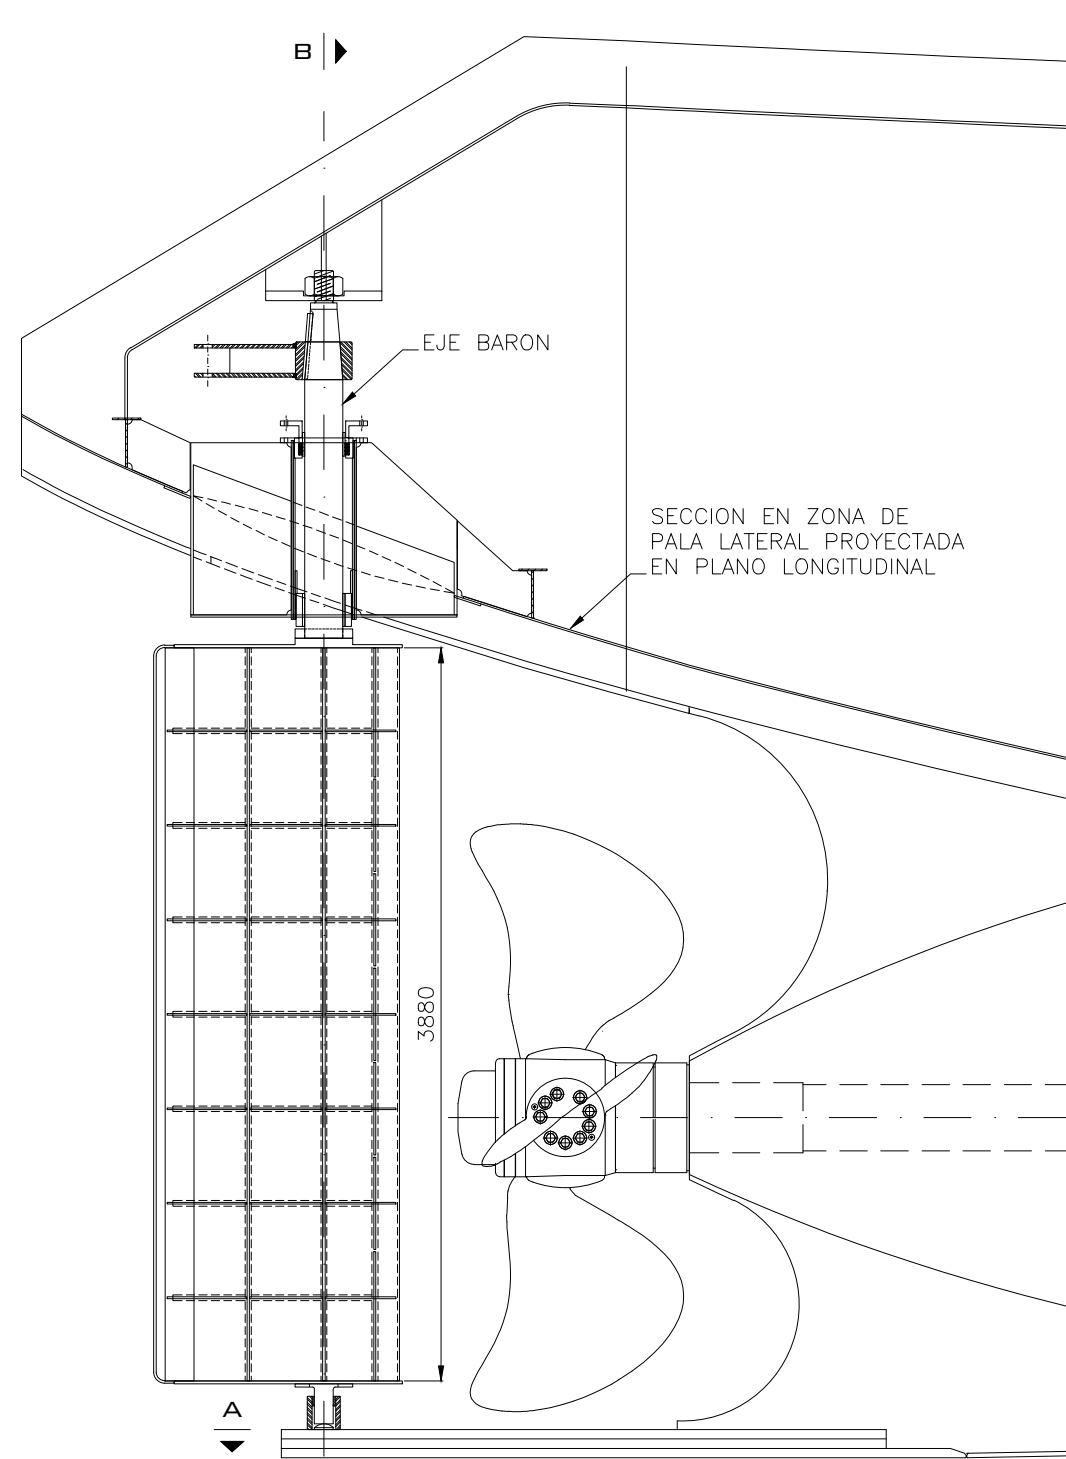 B
EJE BARON
SECCION EN ZONA DE
PALA LATERAL PROYECTADA
EN PLANO LONGITUDINAL
3880
A